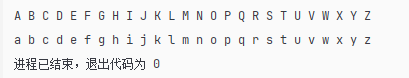 A B C D E F G H I J K L M N O P Q R S T U V W X Y Z
a b c d e f g h i j k l m n o p q r s t u v w x y z
进程已结束，退出代码为 0